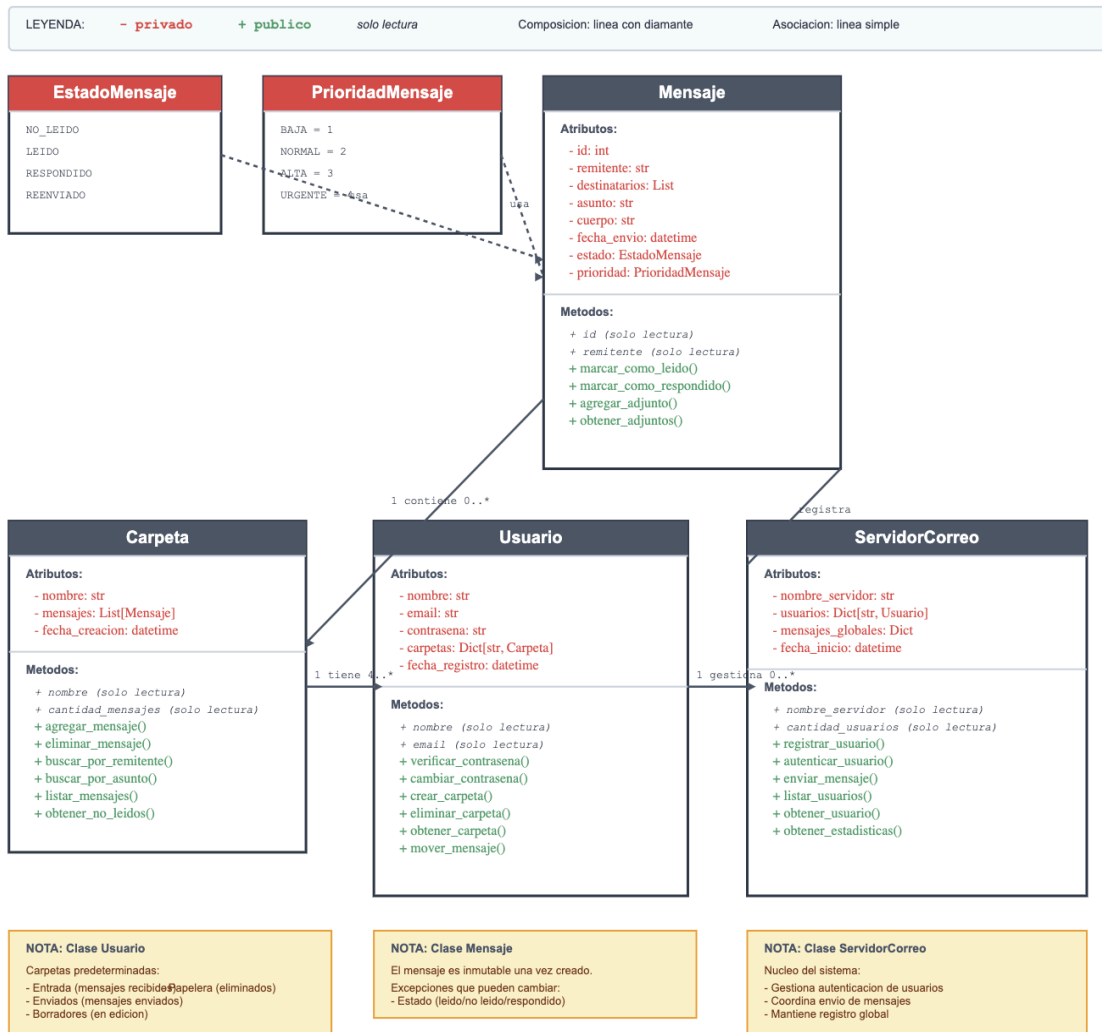 LEYENDA: - privado + publico solo lectura Composicion: linea con diamante Asociacion: linea simple
EstadoMensaje
NO_LEIDO
LEIDO
RESPONDIDO
REENVIADO
PrioridadMensaje
BAJA = 1
NORMAL = 2
ALTA = 3
URGENTE =
usa
usa
Mensaje
Atributos:
- id: int
- remitente: str
- destinatarios: List
- asunto: str
- cuerpo: str
- fecha_envio: datetime
- estado: EstadoMensaje
- prioridad: PrioridadMensaje
Metodos:
+ id (solo lectura)
+ remitente (solo lectura)
+ marcar_como_leido()
+ marcar_como_respondido()
+ agregar_adjunto()
+ obtener_adjuntos()
1 contiene 0..*
registra
Carpeta
Atributos:
- nombre: str
- mensajes: List[Mensaje]
- fecha_creacion: datetime
Metodos:
+ nombre (solo lectura)
+ cantidad_mensajes (solo lectura)
+ agregar_mensaje()
+ eliminar_mensaje()
+ buscar_por_remitente()
+ buscar_por_asunto()
+ listar_mensajes()
+ obtener_no_leidos()
1 tiene 4..*
Usuario
Atributos:
- nombre: str
- email: str
- contrasena: str
- carpetas: Dict[str, Carpeta]
- fecha_registro: datetime
Metodos:
+ nombre (solo lectura)
+ email (solo lectura)
+ verificar_contrasena()
+ cambiar_contrasena()
+ crear_carpeta()
+ eliminar_carpeta()
+ obtener_carpeta()
+ mover_mensaje()
1 gestiona 0..*
ServidorCorreo
Atributos:
- nombre_servidor: str
- usuarios: Dict[str, Usuario]
- mensajes_globales: Dict
- fecha_inicio: datetime
Metodos:
+ nombre_servidor (solo lectura)
+ cantidad_usuarios (solo lectura)
+ registrar_usuario()
+ autenticar_usuario()
+ enviar_mensaje()
+ listar_usuarios()
+ obtener_usuario()
+ obtener_estadisticas()
NOTA: Clase Usuario
Carpetas predeterminadas:
- Entrada (mensajes recibidos)
- Papelera (eliminados)
- Enviados (mensajes enviados)
- Borradores (en edicion)
NOTA: Clase Mensaje
El mensaje es inmutable una vez creado.
Excepciones que pueden cambiar:
- Estado (leido/no leido/respondido)
NOTA: Clase ServidorCorreo
Nucleo del sistema:
- Gestiona autenticacion de usuarios
- Coordina envio de mensajes
- Mantiene registro global